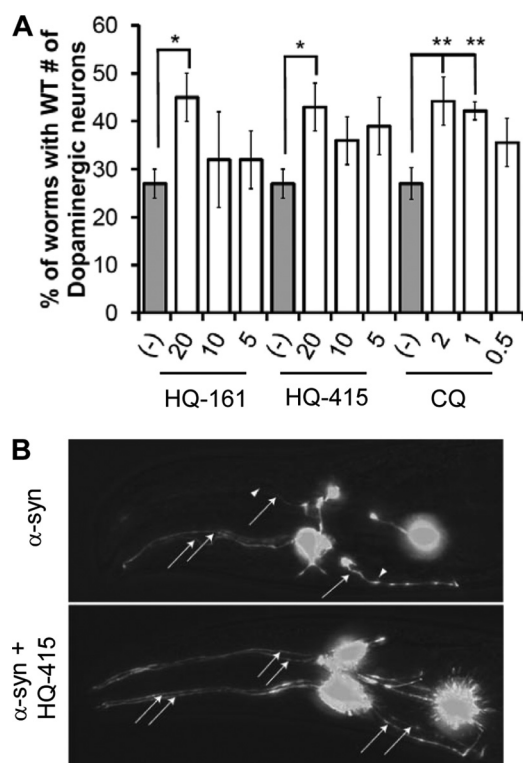 A
% of worms with WT # of
Dopaminergic neurons
60
50
40
30
20
10
0
*
*
** **
(-) 20 10 5 (-) 20 10 5 (-) 2 1 0.5
HQ-161 HQ-415 CQ
B
α-syn
α-syn +
HQ-415